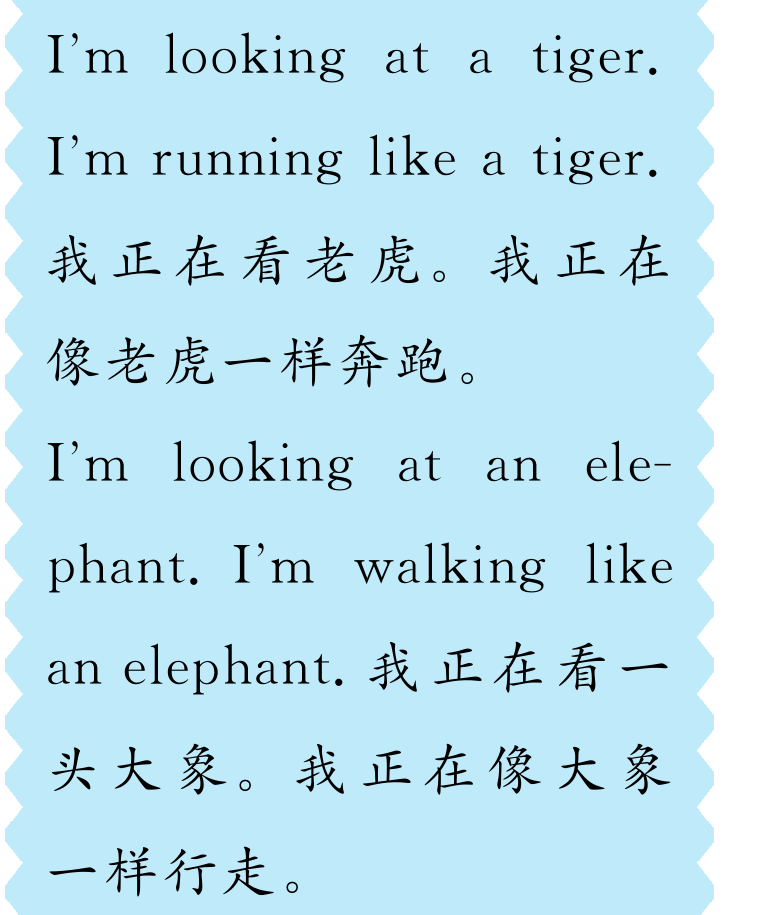 I’m looking at a tiger.
I’m running like a tiger.
我正在看老虎。我正在
像老虎一样奔跑。
I’m looking at an ele-
phant. I’m walking like
an elephant. 我正在看一
头大象。我正在像大象
一样行走。